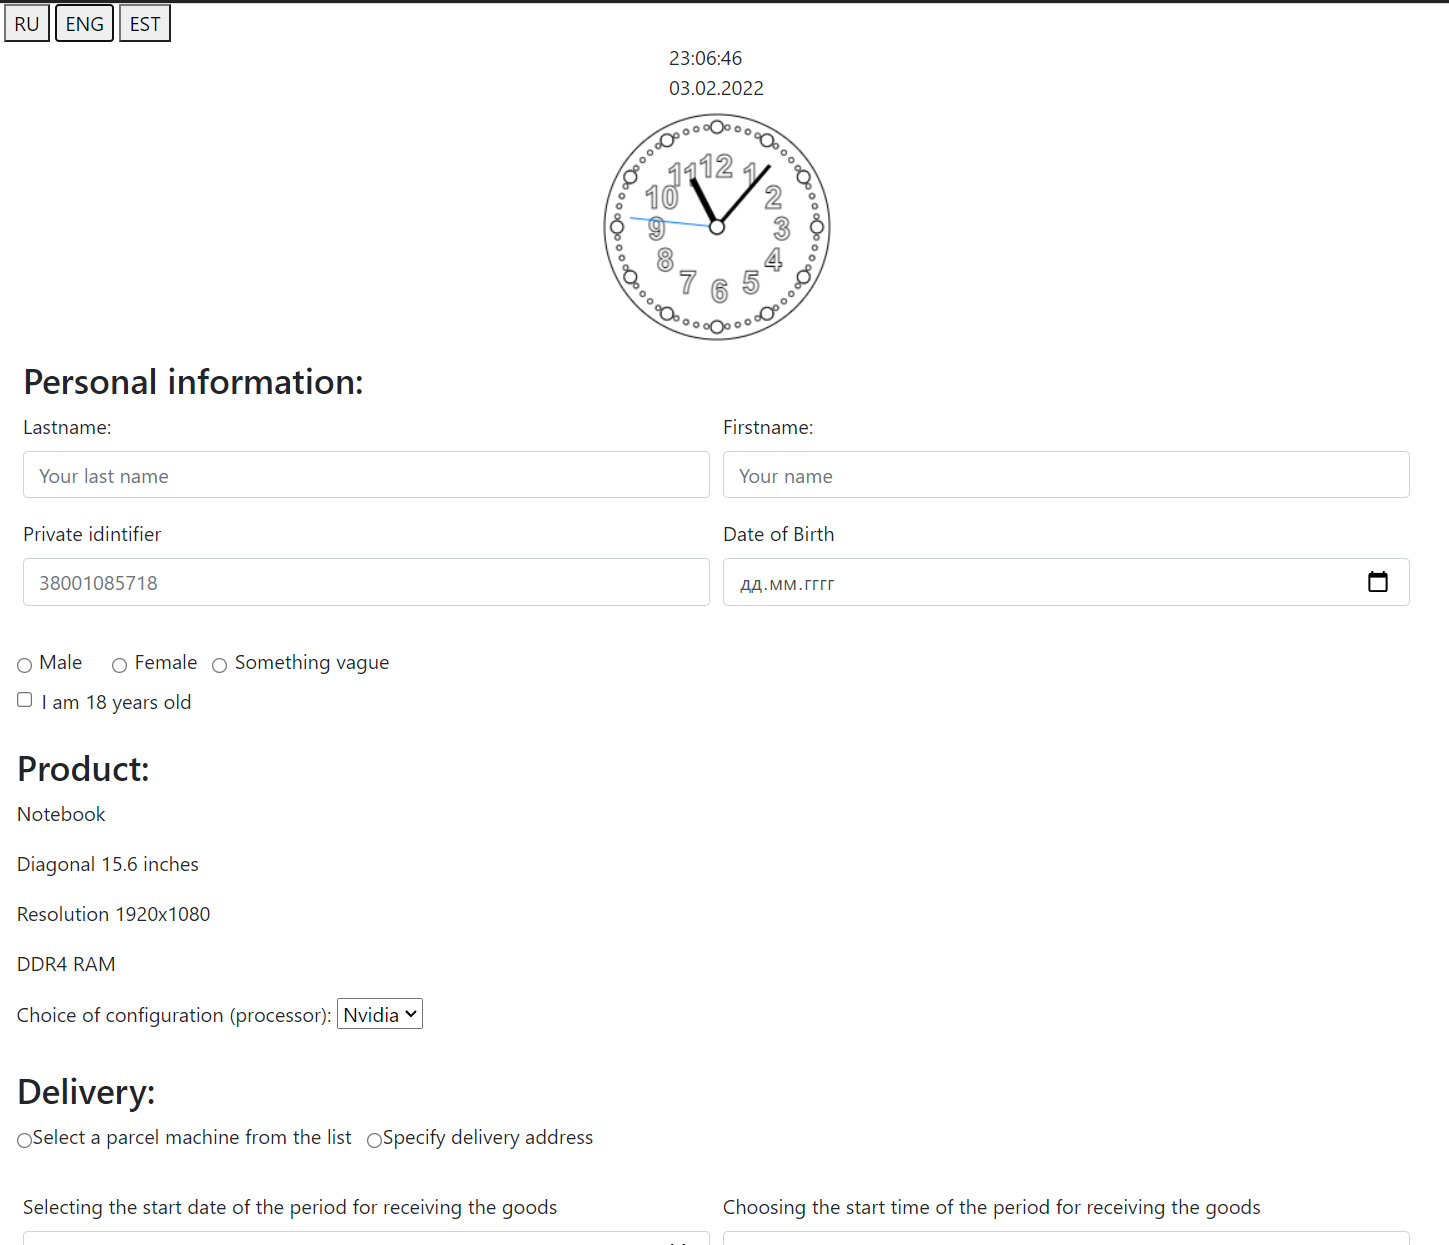 RU ENG EST
23:06:46
03.02.2022
12
11 1
10 2
9 3
8 4
7 5
6
Personal information:
Lastname: Firstname:
Your last name Your name
Private idintifier Date of Birth
38001085718 дд.мм.гггг
Male Female Something vague
I am 18 years old
Product:
Notebook
Diagonal 15.6 inches
Resolution 1920x1080
DDR4 RAM
Choice of configuration (processor): Nvidia
Delivery:
Select a parcel machine from the list Specify delivery address
Selecting the start date of the period for receiving the goods Choosing the start time of the period for receiving the goods